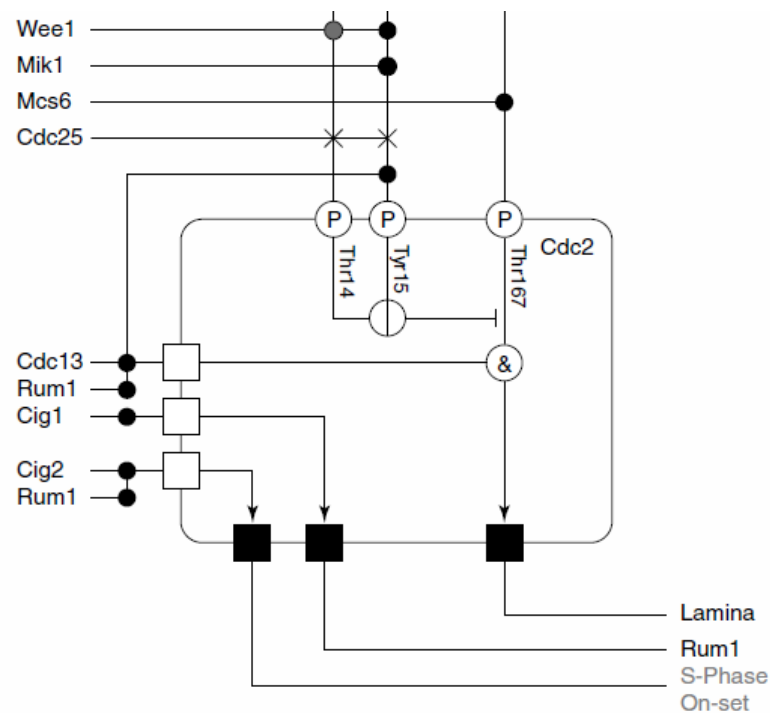 Wee1
Mik1
Mcs6
Cdc25
P P P
Cdc2
Thr14
Tyr15
Thr167
Cdc13
&
Rum1
Cig1
Cig2
Rum1
Lamina
Rum1
S-Phase
On-set